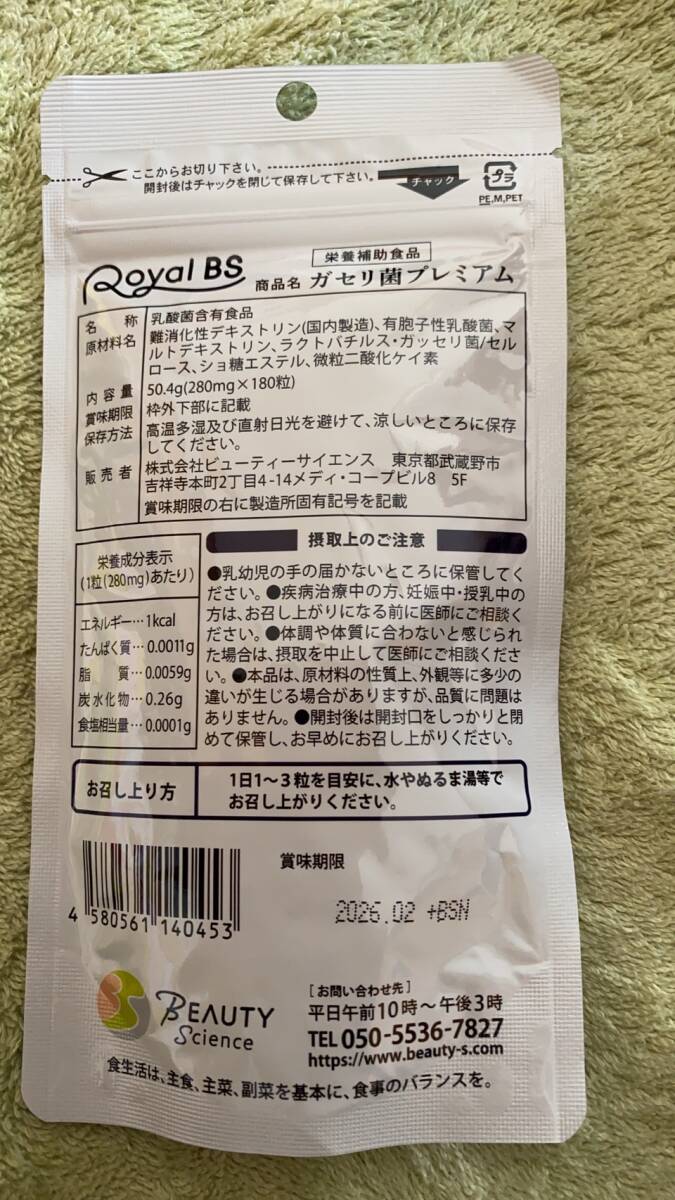 ここからお切り下さい。
開封後はチャックを閉じて保存して下さい。
チャック
プラ
PE,M,PET
Royal BS
栄養補助食品
商品名 ガセリ菌プレミアム
名称 乳酸菌含有食品
原材料名 難消化性デキストリン(国内製造)、有胞子性乳酸菌、マ
ルトデキストリン、ラクトバチルス・ガッセリ菌/セル
ロース、ショ糖エステル、微粒二酸化ケイ素
内容量 50.4g(280mg×180粒)
賞味期限 枠外下部に記載
保存方法 高温多湿及び直射日光を避けて、涼しいところに保存
してください。
販売者 株式会社ビューティーサイエンス 東京都武蔵野市
吉祥寺本町2丁目4-14メディ・コープビル8 5F
賞味期限の右に製造所固有記号を記載
栄養成分表示
(1粒(280mg)あたり)
エネルギー…1kcal
たんぱく質…0.0011g
脂質…0.0059g
炭水化物…0.26g
食塩相当量…0.0001g
摂取上のご注意
●乳幼児の手の届かないところに保管してく
ださい。●疾病治療中の方、妊娠中・授乳中の
方は、お召し上がりになる前に医師にご相談く
ださい。●体調や体質に合わないと感じられ
た場合は、摂取を中止して医師にご相談くださ
い。●本品は、原材料の性質上、外観等に多少の
違いが生じる場合がありますが、品質に問題は
ありません。●開封後は開封口をしっかりと閉
めて保管し、お早めにお召し上がりください。
お召し上り方
1日1～3粒を目安に、水やぬるま湯等で
お召し上がりください。
4 580561 140453
賞味期限
2026.02 +BSN
BEAUTY
Science
[お問い合わせ先]
平日午前10時～午後3時
TEL 050-5536-7827
https://www.beauty-s.com
食生活は、主食、主菜、副菜を基本に、食事のバランスを。